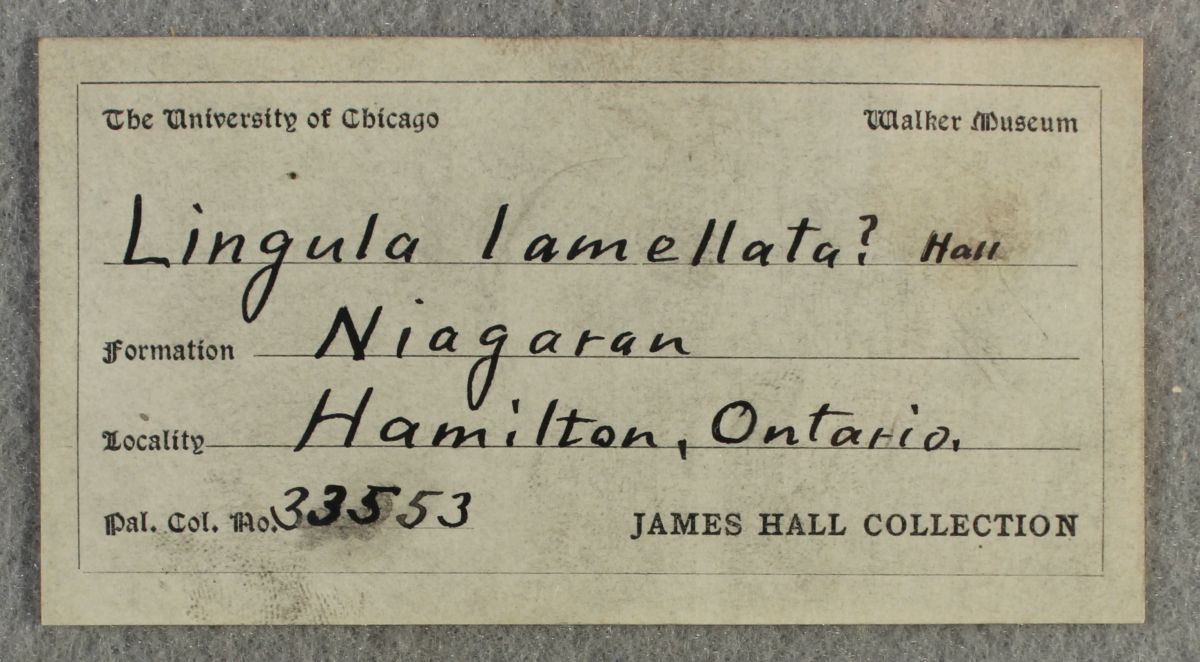 The University of Chicago Walker Museum
Lingula lamellata? Hall
Formation Niagaran
Locality Hamilton, Ontario.
Pal. Col. No. 33553 JAMES HALL COLLECTION